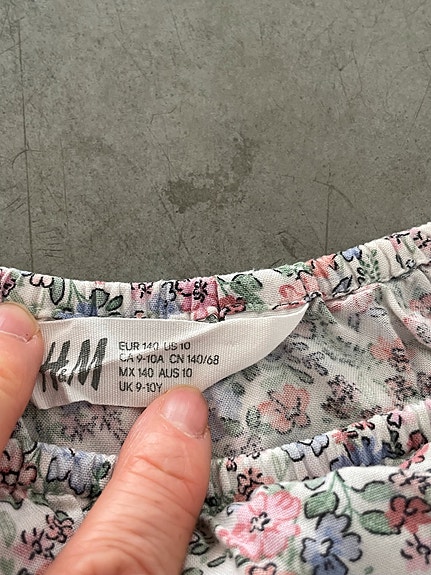 H&M
EUR 140 US 10
CA 9-10A CN 140/68
MX 140 AUS 10
UK 9-10Y